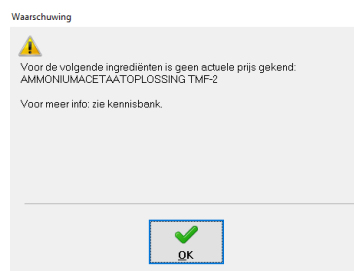 Waarschuwing
Voor de volgende ingrediënten is geen actuele prijs gekend:
AMMONIUMACETAATOPLOSSING TMF-2
Voor meer info: zie kennisbank.
OK